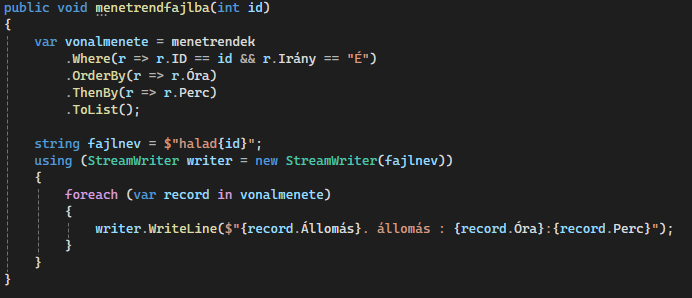 public void menetrendfajlba(int id)
{
    var vonalmenete = menetrendek
        .Where(r => r.ID == id && r.Irány == "É")
        .OrderBy(r => r.Óra)
        .ThenBy(r => r.Perc)
        .ToList();

    string fajlnev = $"halad{id}";
    using (StreamWriter writer = new StreamWriter(fajlnev))
    {
        foreach (var record in vonalmenete)
        {
            writer.WriteLine($"{record.Állomás}. állomás : {record.Óra}:{record.Perc}");
        }
    }
}